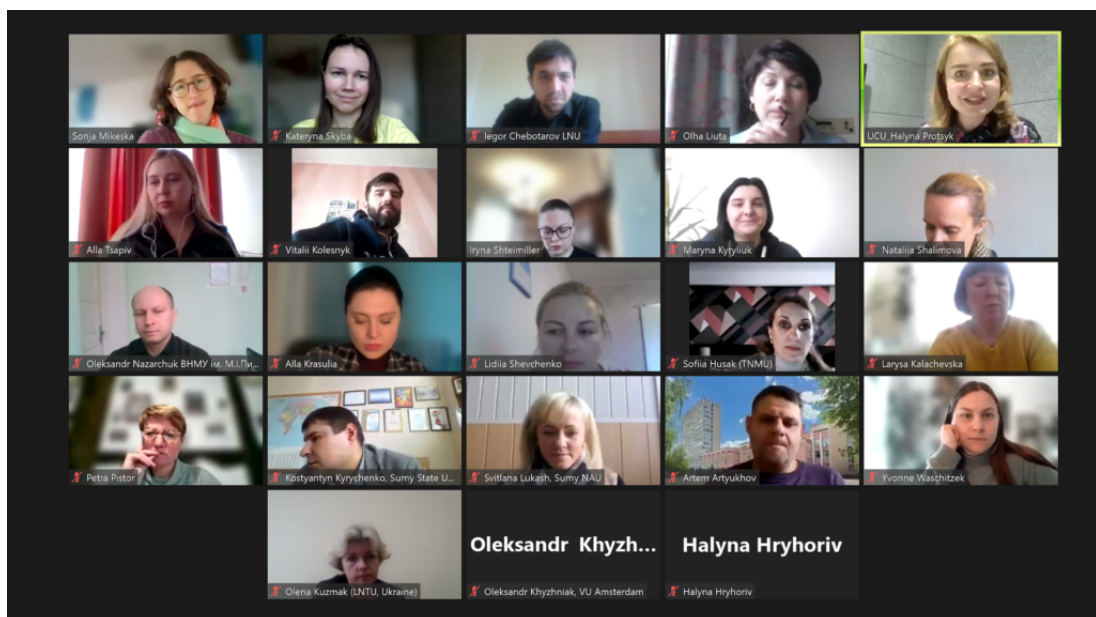 Sonja Mikeska
Kateryna Skyba
Iegor Chebotarov LNU
Olha Liuta
UCU_Halyna Protsyk
Alla Tsapiv
Vitalii Kolesnyk
Iryna Shteimiller
Maryna Kyryliuk
Nataliia Shalimova
Oleksandr Nazarchuk ВНМУ ім. М.І.Пи...
Alla Krasulia
Lidiia Shevchenko
Sofiia Husak (TNMU)
Larysa Kalachevska
Petra Pistor
Kostyantyn Kyrychenko, Sumy State U...
Svitlana Lukash, Sumy NAU
Artem Artyukhov
Yvonne Waschitzek
Olena Kuzmak (LNTU, Ukraine)
Oleksandr Khyzh...
Oleksandr Khyzhniak, VU Amsterdam
Halyna Hryhoriv
Halyna Hryhoriv